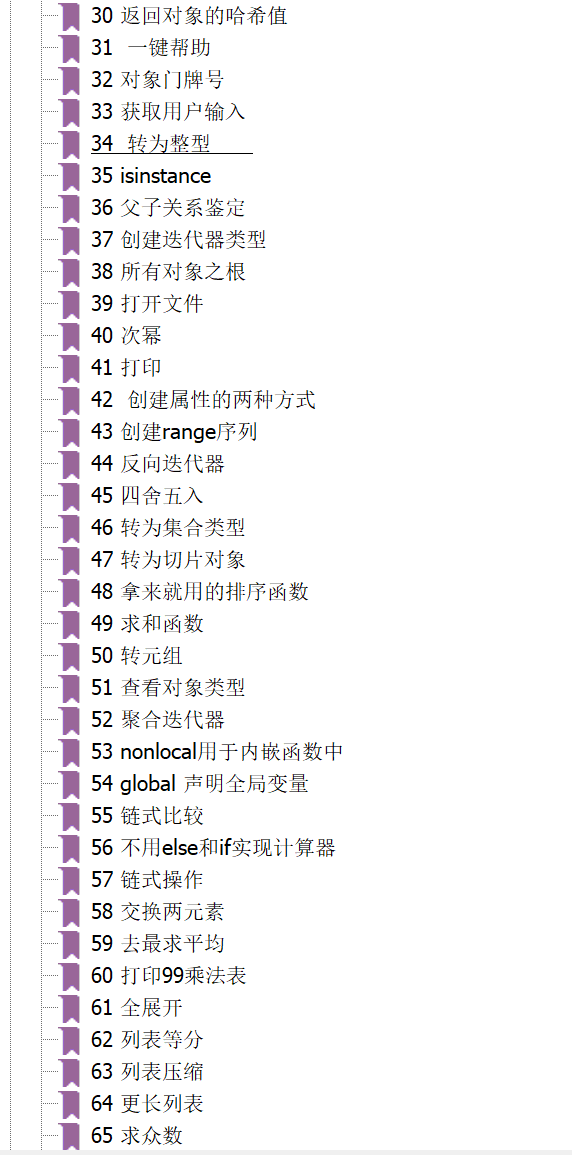 30 返回对象的哈希值
31 一键帮助
32 对象门牌号
33 获取用户输入
34 转为整型
35 isinstance
36 父子关系鉴定
37 创建迭代器类型
38 所有对象之根
39 打开文件
40 次幂
41 打印
42 创建属性的两种方式
43 创建range序列
44 反向迭代器
45 四舍五入
46 转为集合类型
47 转为切片对象
48 拿来就用的排序函数
49 求和函数
50 转元组
51 查看对象类型
52 聚合迭代器
53 nonlocal用于内嵌函数中
54 global 声明全局变量
55 链式比较
56 不用else和if实现计算器
57 链式操作
58 交换两元素
59 去最求平均
60 打印99乘法表
61 全展开
62 列表等分
63 列表压缩
64 更长列表
65 求众数